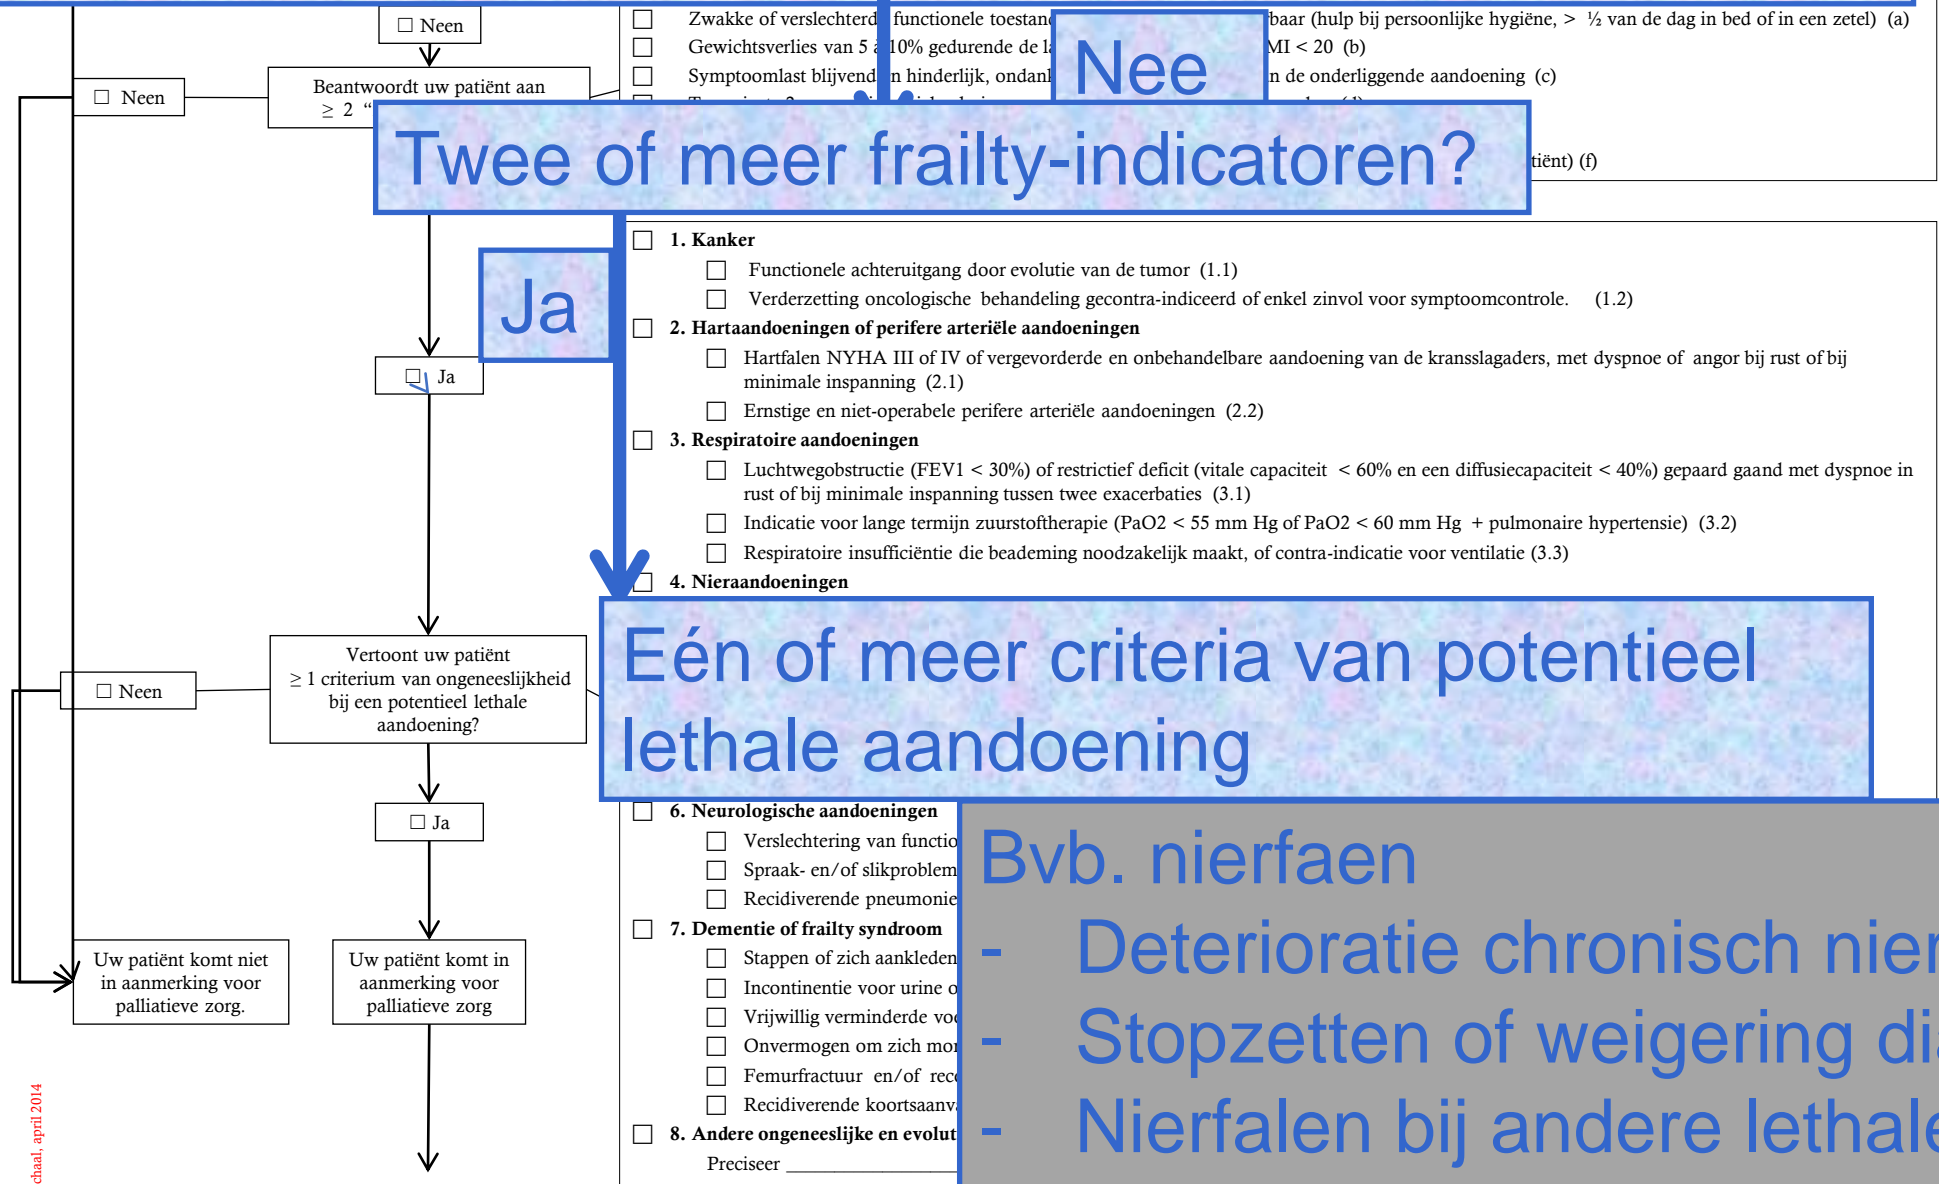 ☐ Neen
☐ Neen
Beantwoordt uw patiënt aan
≥ 2 “
☐ Zwakke of verslechterd functionele toestand baar (hulp bij persoonlijke hygiëne, > ½ van de dag in bed of in een zetel) (a)
☐ Gewichtsverlies van 5 à 10% gedurende de MI < 20 (b)
☐ Symptoomlast blijvend en hinderlijk, n de onderliggende aandoening (c)
Nee
Twee of meer frailty-indicatoren?
tiënt) (f)
Ja
☐ Ja
☐ 1. Kanker
☐ Functionele achteruitgang door evolutie van de tumor (1.1)
☐ Verderzetting oncologische behandeling gecontra-indiceerd of enkel zinvol voor symptoomcontrole. (1.2)
☐ 2. Hartaandoeningen of perifere arteriële aandoeningen
☐ Hartfalen NYHA III of IV of vergevorderde en onbehandelbare aandoening van de kransslagaders, met dyspnoe of angor bij rust of bij
minimale inspanning (2.1)
☐ Ernstige en niet-operabele perifere arteriële aandoeningen (2.2)
☐ 3. Respiratoire aandoeningen
☐ Luchtwegobstructie (FEV1 < 30%) of restrictief deficit (vitale capaciteit < 60% en een diffusiecapaciteit < 40%) gepaard gaand met dyspnoe in
rust of bij minimale inspanning tussen twee exacerbaties (3.1)
☐ Indicatie voor lange termijn zuurstoftherapie (PaO2 < 55 mm Hg of PaO2 < 60 mm Hg + pulmonaire hypertensie) (3.2)
☐ Respiratoire insufficiëntie die beademing noodzakelijk maakt, of contra-indicatie voor ventilatie (3.3)
☐ 4. Nieraandoeningen
Eén of meer criteria van potentieel
lethale aandoening
☐ Neen
Vertoont uw patiënt
≥ 1 criterium van ongeneeslijkheid
bij een potentieel lethale
aandoening?
☐ Ja
☐ 6. Neurologische aandoeningen
☐ Verslechtering van functio
☐ Spraak- en/of slikproblem
☐ Recidiverende pneumonie
☐ 7. Dementie of frailty syndroom
☐ Stappen of zich aankleden
☐ Incontinentie voor urine o
☐ Vrijwillig verminderde vo
☐ Onvermogen om zich mo
☐ Femurfractuur en/of rec
☐ Recidiverende koortsaanv
☐ 8. Andere ongeneeslijke en evolut
Preciseer
Bvb. nierfaen
- Deterioratie chronisch nier
- Stopzetten of weigering dia
- Nierfalen bij andere lethale
Uw patiënt komt niet
in aanmerking voor
palliatieve zorg.
Uw patiënt komt in
aanmerking voor
palliatieve zorg
chaal, april 2014